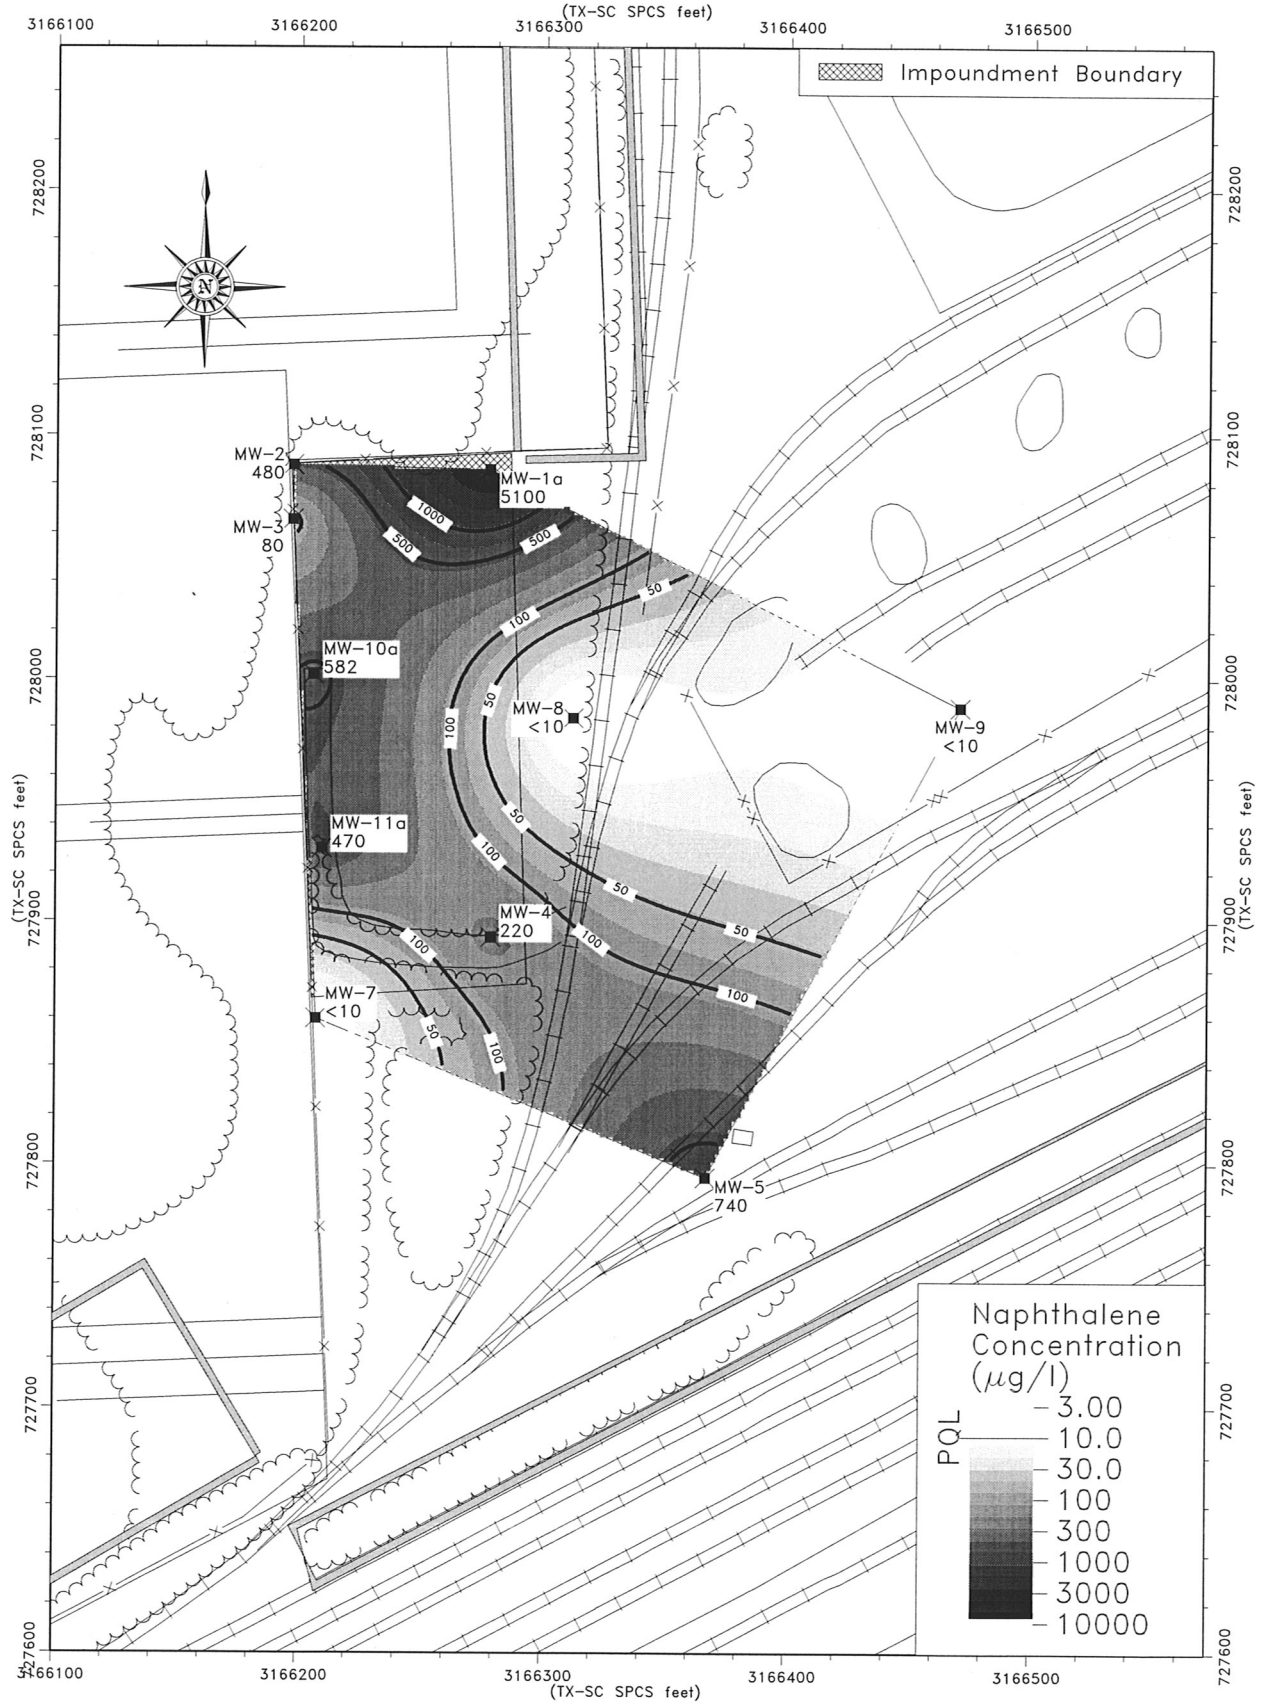 (TX-SC SPCS feet)
3166100
3166200
3166300
3166400
3166500
Impoundment Boundary
728200
728200
N
728100
728100
MW-2
480
MW-1a
5100
1000
MW-3
80
500
500
50
100
MW-10a
582
728000
728000
50
MW-8
<10
100
MW-9
<10
(TX-SC SPCS feet)
(TX-SC SPCS feet)
50
MW-11a
470
100
50
727900
727900
MW-4
220
100
100
50
MW-7
<10
100
50
100
727800
727800
MW-5
740
Naphthalene
Concentration
(µg/l)
PQL
3.00
10.0
30.0
100
300
1000
3000
10000
727700
727700
727600
727600
3166100
3166200
3166300
3166400
3166500
(TX-SC SPCS feet)